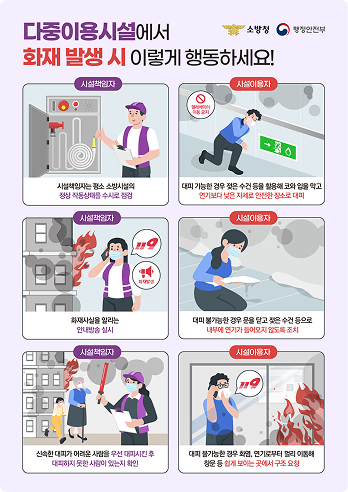 다중이용시설에서
소방청 행정안전부
화재 발생 시 이렇게 행동하세요!
시설책임자
시설책임자는 평소 소방시설의
정상 작동상태를 수시로 점검
시설이용자
엘리베이터
이용 금지
대피 가능한 경우 젖은 수건 등을 활용해 코와 입을 막고
연기보다 낮은 자세로 안전한 장소로 대피
시설책임자
119
화재발생
화재사실을 알리는
안내방송 실시
시설이용자
대피 불가능한 경우 문을 닫고 젖은 수건 등으로
내부에 연기가 들어오지 않도록 조치
시설책임자
신속한 대피가 어려운 사람을 우선 대피시킨 후
대피하지 못한 사람이 있는지 확인
시설이용자
119
대피 불가능한 경우 화염, 연기로부터 멀리 이동해
창문 등 쉽게 보이는 곳에서 구조 요청